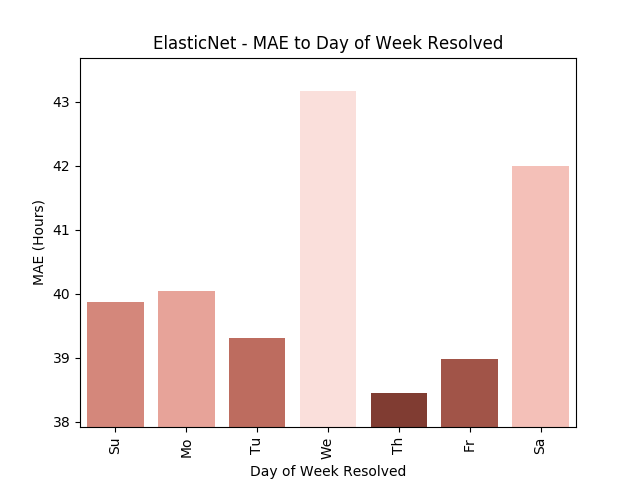 ElasticNet - MAE to Day of Week Resolved
MAE (Hours)
43
42
41
40
39
38
Su
Mo
Tu
We
Th
Fr
Sa
Day of Week Resolved